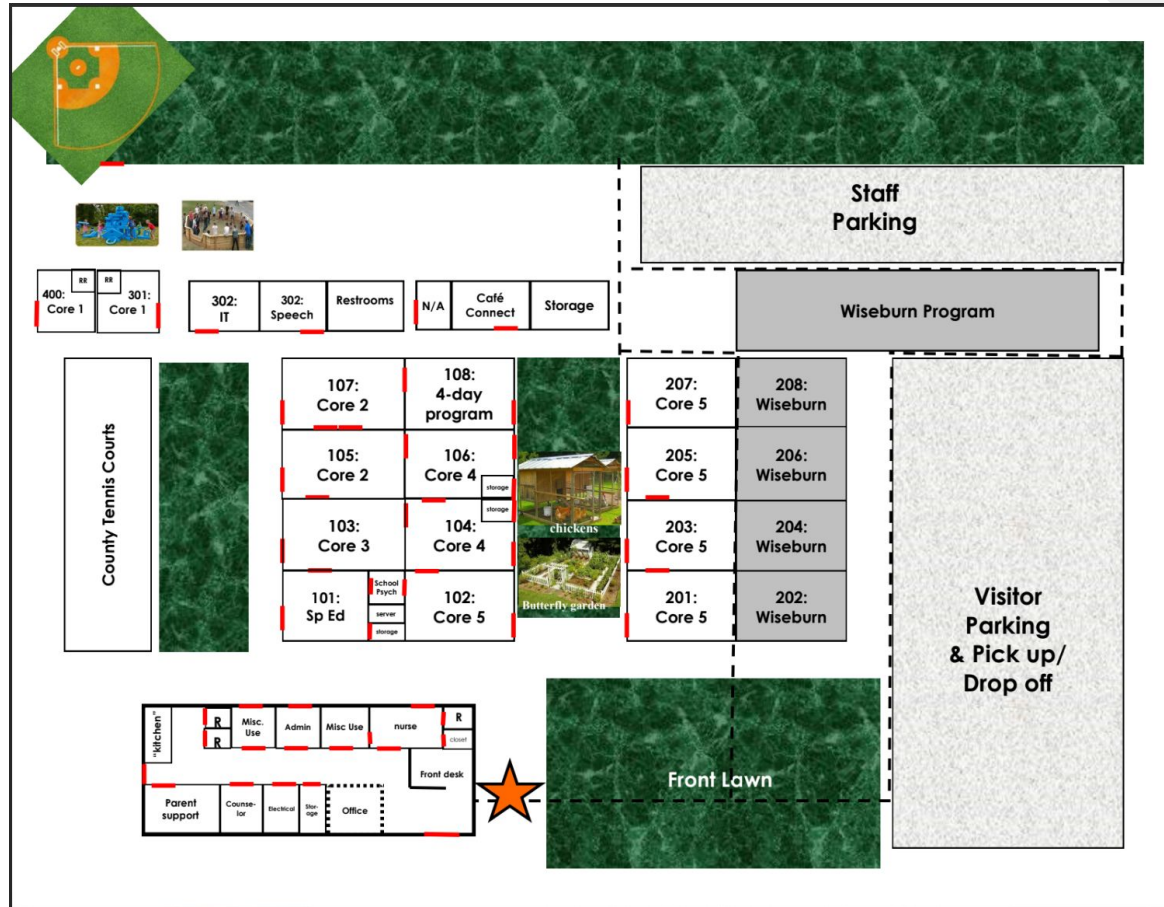 Staff
Parking
RR
RR
400:
Core 1
301:
Core 1
302:
IT
302:
Speech
Restrooms
N/A
Café
Connect
Storage
Wiseburn Program
County Tennis Courts
107:
Core 2
108:
4-day
program
105:
Core 2
106:
Core 4
storage
storage
103:
Core 3
104:
Core 4
101:
Sp Ed
School
Psych
server
storage
102:
Core 5
chickens
Butterfly garden
207:
Core 5
208:
Wiseburn
205:
Core 5
206:
Wiseburn
203:
Core 5
204:
Wiseburn
201:
Core 5
202:
Wiseburn
Visitor
Parking
& Pick up/
Drop off
"kitchen"
R
R
Misc.
Use
Admin
Misc Use
nurse
R
closet
Front desk
Parent
support
Counse-
lor
Electrical
Stor-
age
Office
Front Lawn